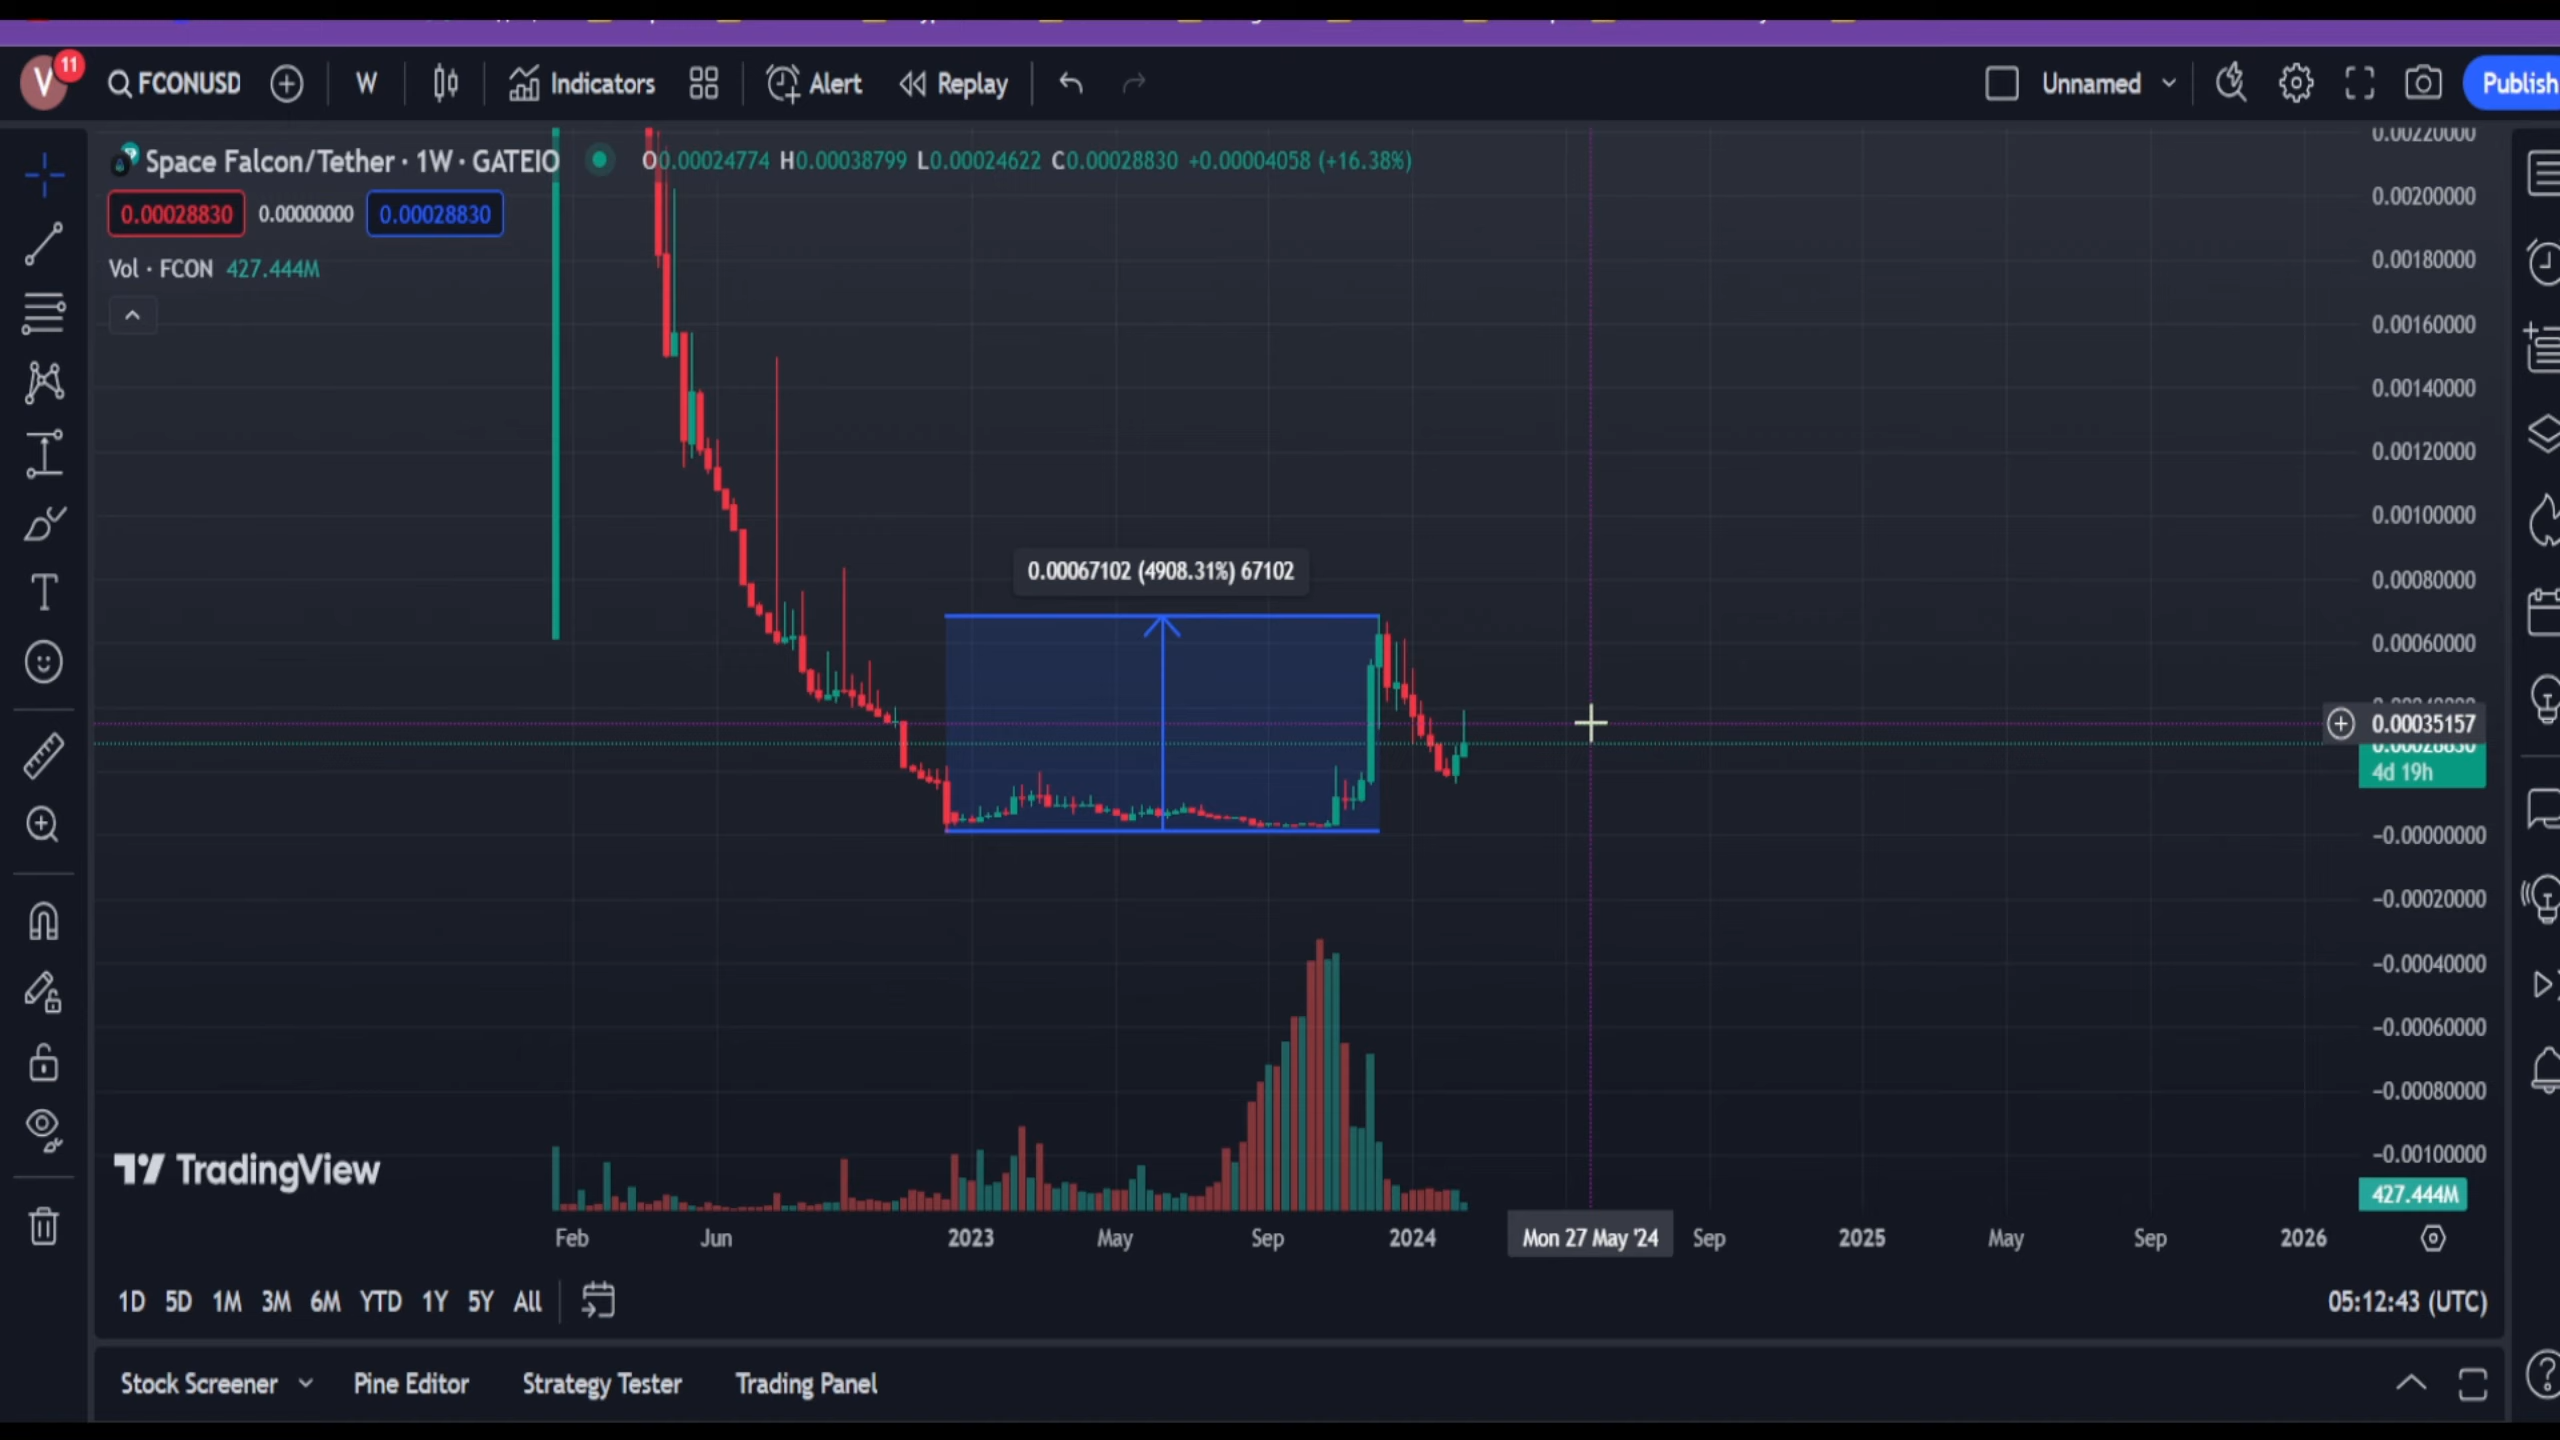 V 11 FCONUSD W Indicators Alert Replay Unnamed Publish
Space Falcon/Tether · 1W · GATEIO O0.00024774 H0.00038799 L0.00024622 C0.00028830 +0.00004058 (+16.38%)
0.00028830 0.00000000 0.00028830
Vol · FCON 427.444M
0.00220000
0.00200000
0.00180000
0.00160000
0.00140000
0.00120000
0.00100000
0.00067102 (4908.31%) 67102
0.00080000
0.00060000
0.00035157
0.00028830
4d 19h
−0.00000000
−0.00020000
−0.00040000
−0.00060000
−0.00080000
−0.00100000
TradingView
427.444M
Feb Jun 2023 May Sep 2024 Mon 27 May '24 Sep 2025 May Sep 2026
1D 5D 1M 3M 6M YTD 1Y 5Y All 05:12:43 (UTC)
Stock Screener Pine Editor Strategy Tester Trading Panel